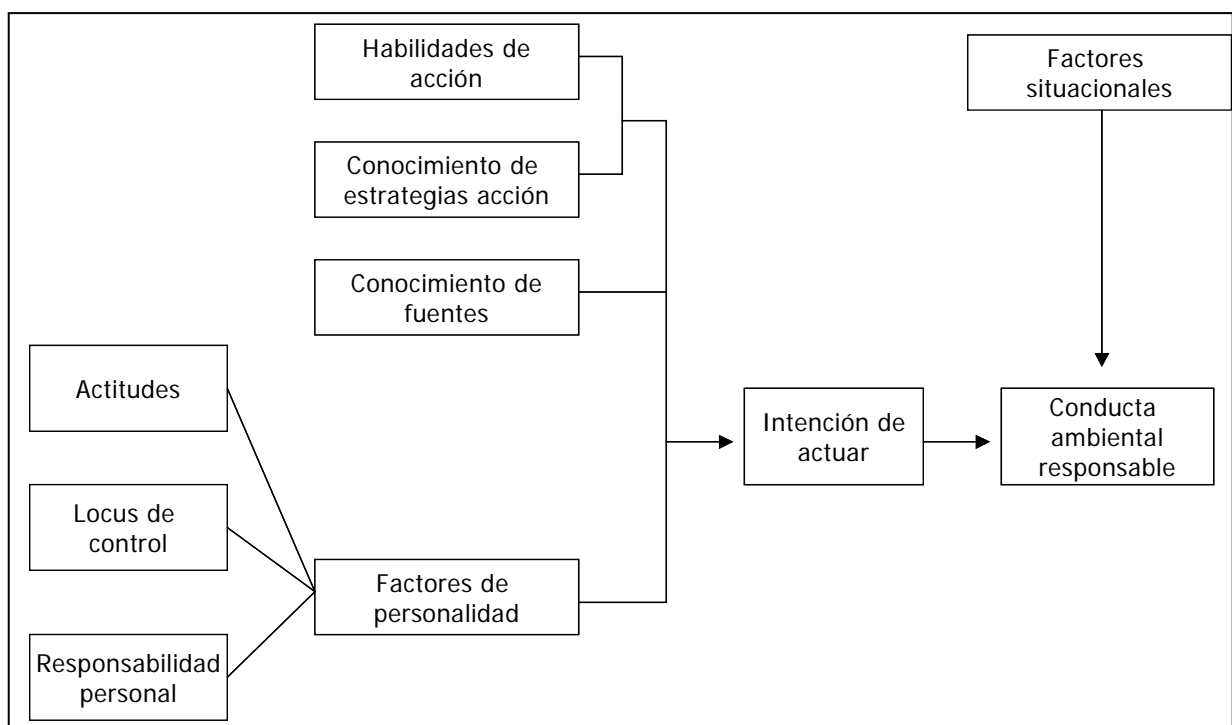 Habilidades de
acción
Factores
situacionales
Conocimiento de
estrategias acción
Conocimiento de
fuentes
Actitudes
Intención de
actuar
Conducta
ambiental
responsable
Locus de
control
Factores de
personalidad
Responsabilidad
personal